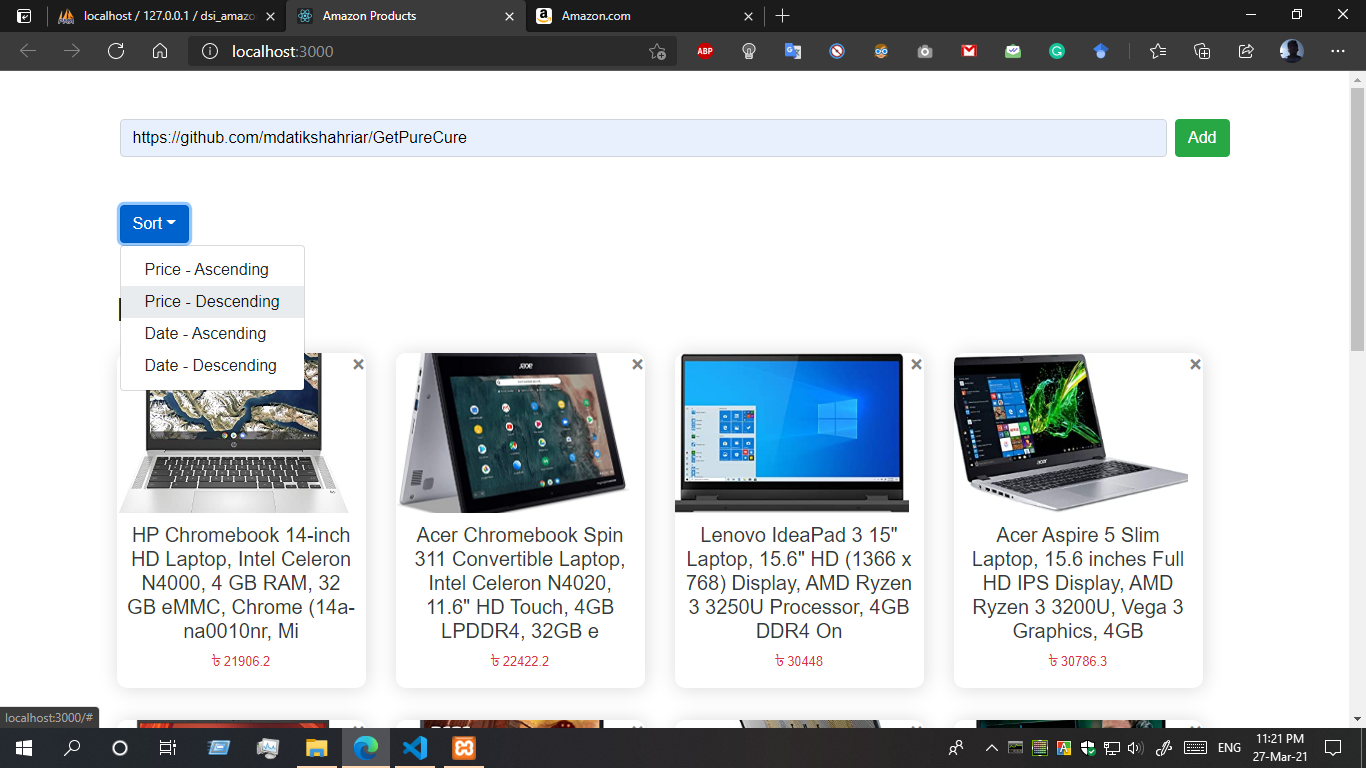 localhost / 127.0.0.1 / dsi_amazo
Amazon Products
Amazon.com
localhost:3000
ABP
https://github.com/mdatikshahriar/GetPureCure
Add
Sort
Price - Ascending
Price - Descending
Date - Ascending
Date - Descending
HP Chromebook 14-inch
HD Laptop, Intel Celeron
N4000, 4 GB RAM, 32
GB eMMC, Chrome (14a-
na0010nr, Mi
৳ 21906.2
Acer Chromebook Spin
311 Convertible Laptop,
Intel Celeron N4020,
11.6" HD Touch, 4GB
LPDDR4, 32GB e
৳ 22422.2
Lenovo IdeaPad 3 15"
Laptop, 15.6" HD (1366 x
768) Display, AMD Ryzen
3 3250U Processor, 4GB
DDR4 On
৳ 30448
Acer Aspire 5 Slim
Laptop, 15.6 inches Full
HD IPS Display, AMD
Ryzen 3 3200U, Vega 3
Graphics, 4GB
৳ 30786.3
localhost:3000/#
ENG
11:21 PM
27-Mar-21